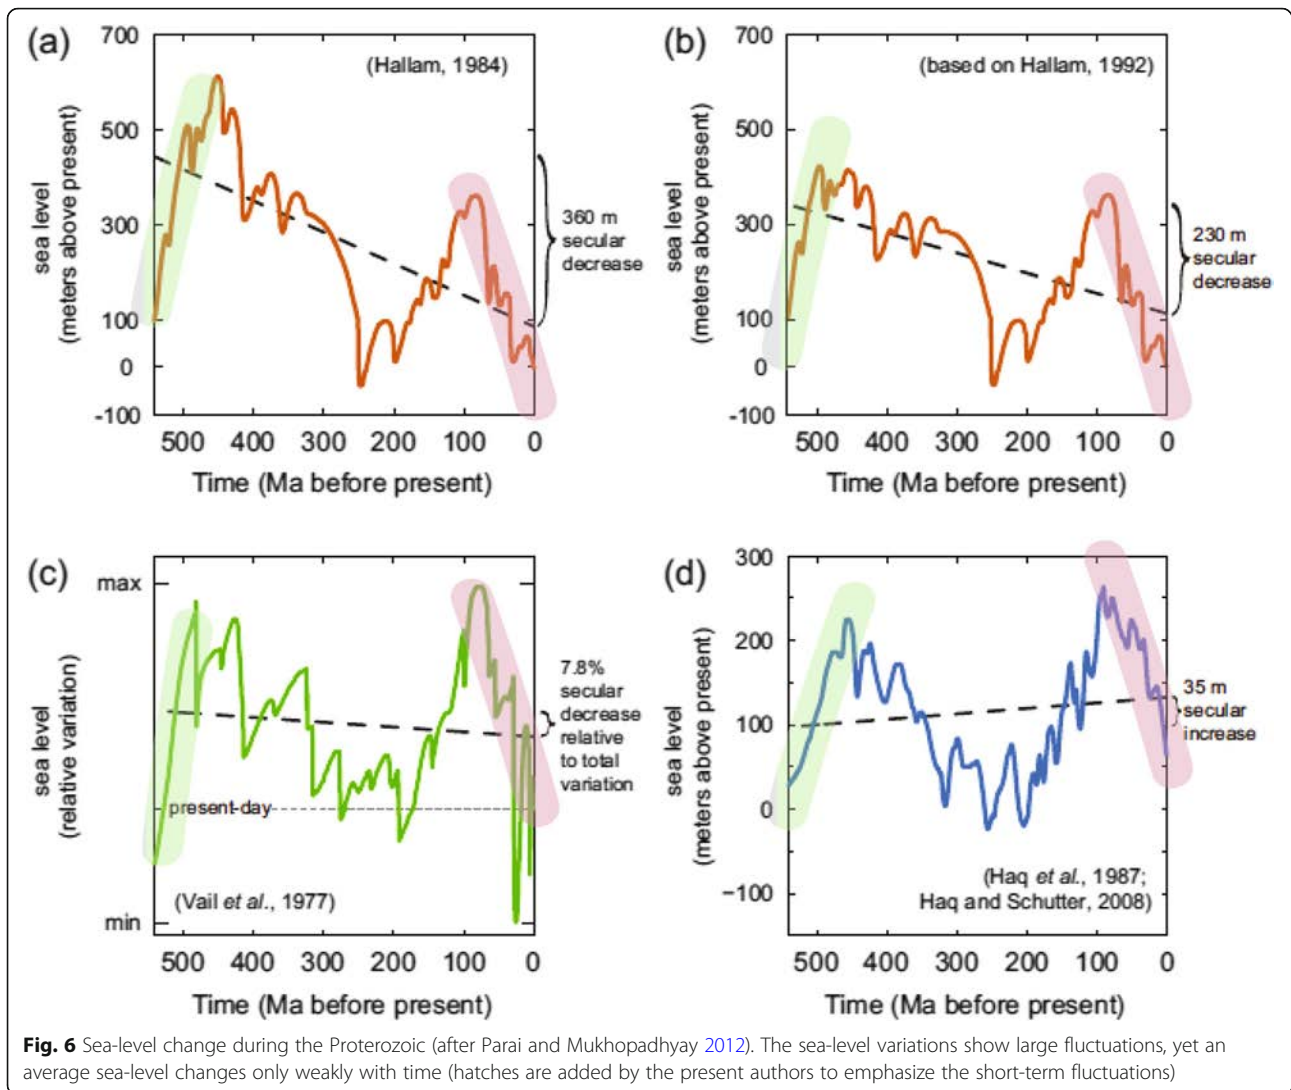 (a)
700
500
300
100
0
-100
sea level
(meters above present)
(Hallam, 1984)
360 m
secular
decrease
500 400 300 200 100 0
Time (Ma before present)
(b)
700
500
300
100
0
-100
sea level
(meters above present)
(based on Hallam, 1992)
230 m
secular
decrease
500 400 300 200 100 0
Time (Ma before present)
(c)
max
min
sea level
(relative variation)
present-day
(Vail et al., 1977)
7.8%
secular
decrease
relative
to total
variation
500 400 300 200 100 0
Time (Ma before present)
(d)
300
200
100
0
−100
sea level
(meters above present)
35 m
secular
increase
(Haq et al., 1987;
Haq and Schutter, 2008)
500 400 300 200 100 0
Time (Ma before present)
Fig. 6 Sea-level change during the Proterozoic (after Parai and Mukhopadhyay 2012). The sea-level variations show large fluctuations, yet an
average sea-level changes only weakly with time (hatches are added by the present authors to emphasize the short-term fluctuations)